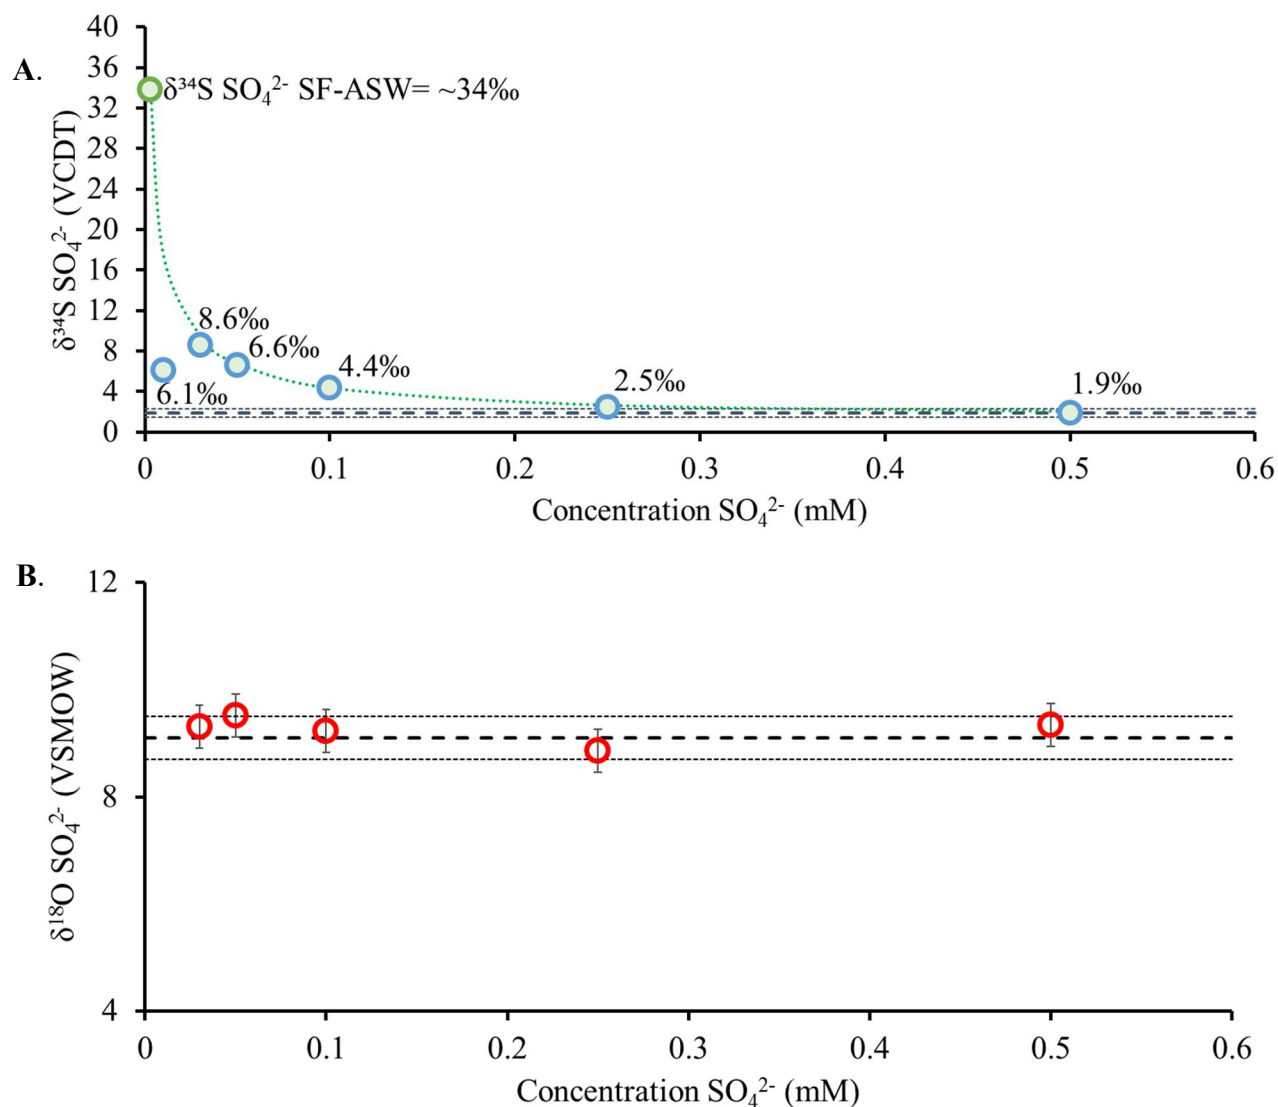 A.
δ³⁴S SO₄²⁻ (VCDT)
40
36
32
28
24
20
16
12
8
4
0
δ³⁴S SO₄²⁻ SF-ASW= ~34‰
8.6‰
6.6‰
4.4‰
2.5‰
1.9‰
6.1‰
0 0.1 0.2 0.3 0.4 0.5 0.6
Concentration SO₄²⁻ (mM)
B.
δ¹⁸O SO₄²⁻ (VSMOW)
12
8
4
0 0.1 0.2 0.3 0.4 0.5 0.6
Concentration SO₄²⁻ (mM)